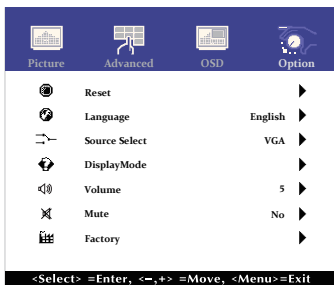 Picture Advanced OSD Option
Reset
Language English
Source Select VGA
DisplayMode
Volume 5
Mute No
Factory
<Select> =Enter, <−,+> =Move, <Menu>=Exit